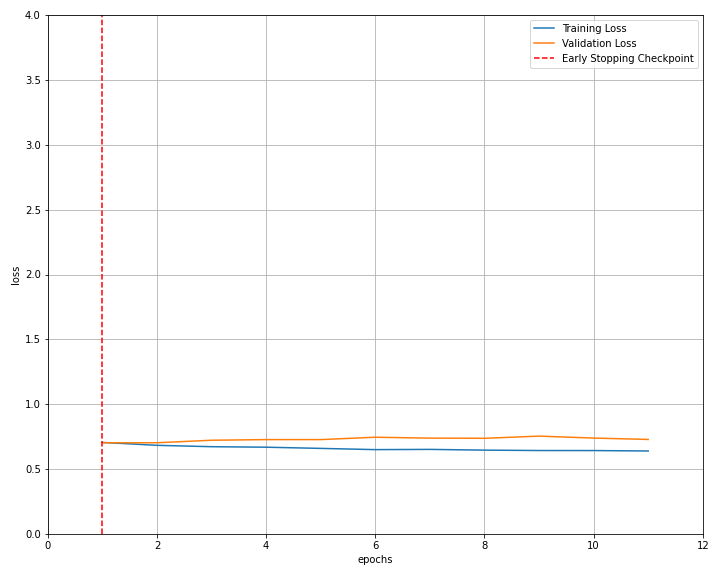 4.0
3.5
3.0
2.5
2.0
1.5
1.0
0.5
0.0
loss
Training Loss
Validation Loss
Early Stopping Checkpoint
0 2 4 6 8 10 12
epochs